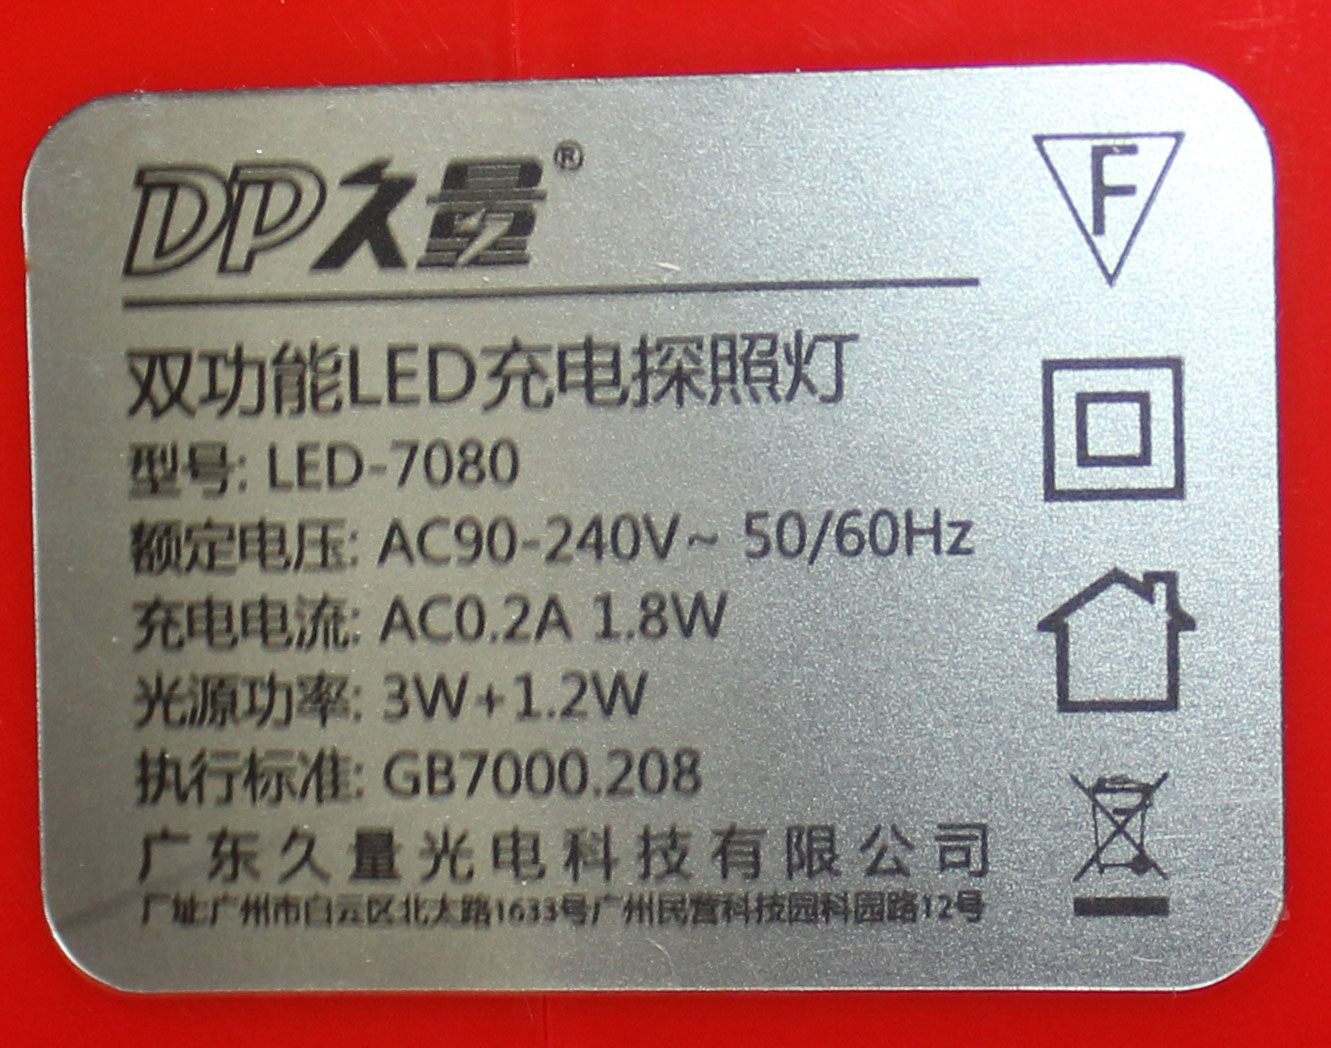 DP久量®
F
双功能LED充电探照灯
型号: LED-7080
额定电压: AC90-240V~ 50/60Hz
充电电流: AC0.2A 1.8W
光源功率: 3W+1.2W
执行标准: GB7000.208
广东久量光电科技有限公司
厂址:广州市白云区北太路1633号广州民营科技园科园路12号